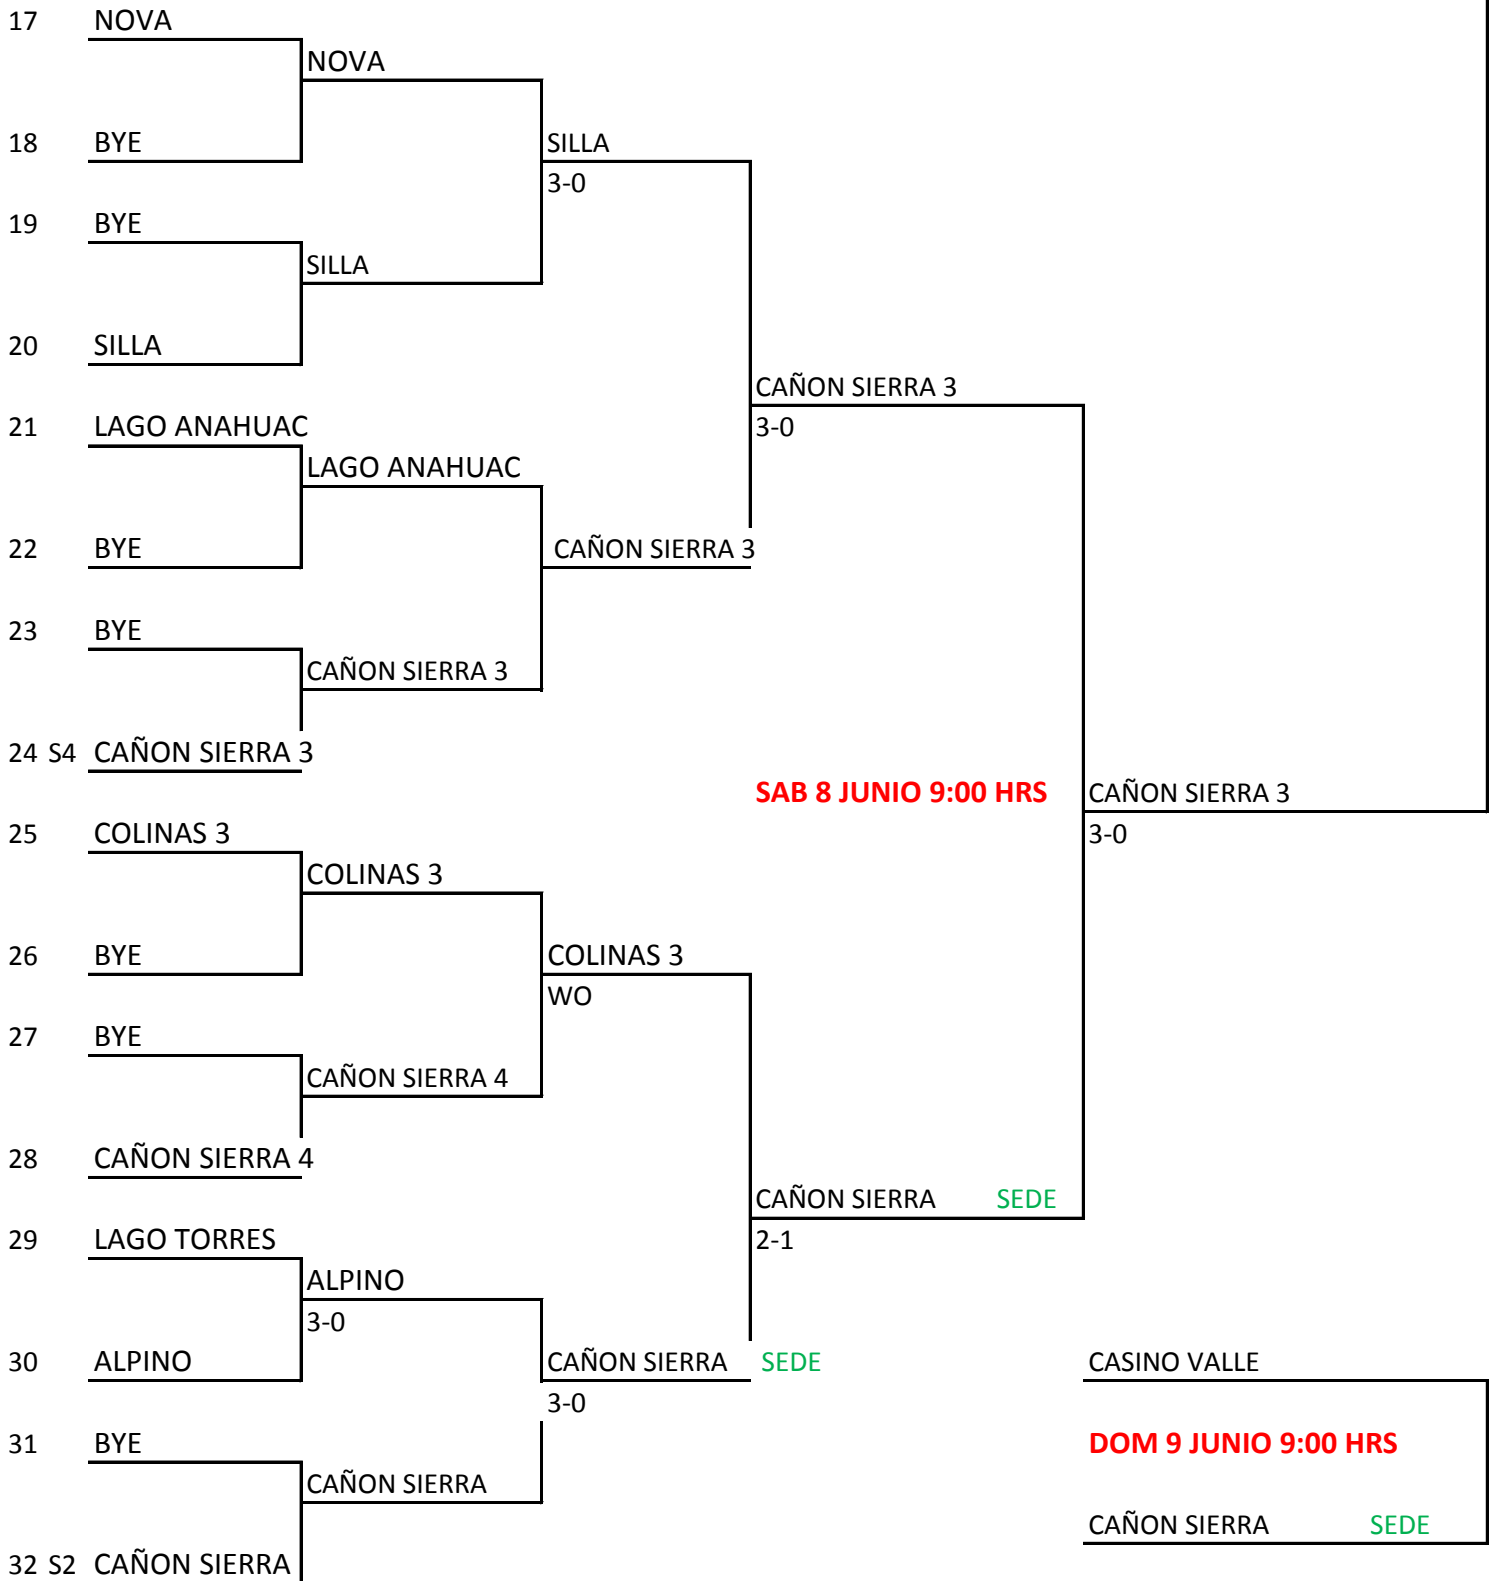 17 NOVA
NOVA
18 BYE
SILLA
3-0
19 BYE
SILLA
20 SILLA
CAÑON SIERRA 3
3-0
21 LAGO ANAHUAC
LAGO ANAHUAC
22 BYE
CAÑON SIERRA 3
23 BYE
CAÑON SIERRA 3
24 S4 CAÑON SIERRA 3
SAB 8 JUNIO 9:00 HRS
CAÑON SIERRA 3
3-0
25 COLINAS 3
COLINAS 3
26 BYE
COLINAS 3
WO
27 BYE
CAÑON SIERRA 4
28 CAÑON SIERRA 4
CAÑON SIERRA SEDE
2-1
29 LAGO TORRES
ALPINO
3-0
30 ALPINO
CAÑON SIERRA SEDE
3-0
CASINO VALLE
31 BYE
DOM 9 JUNIO 9:00 HRS
CAÑON SIERRA
CAÑON SIERRA SEDE
32 S2 CAÑON SIERRA